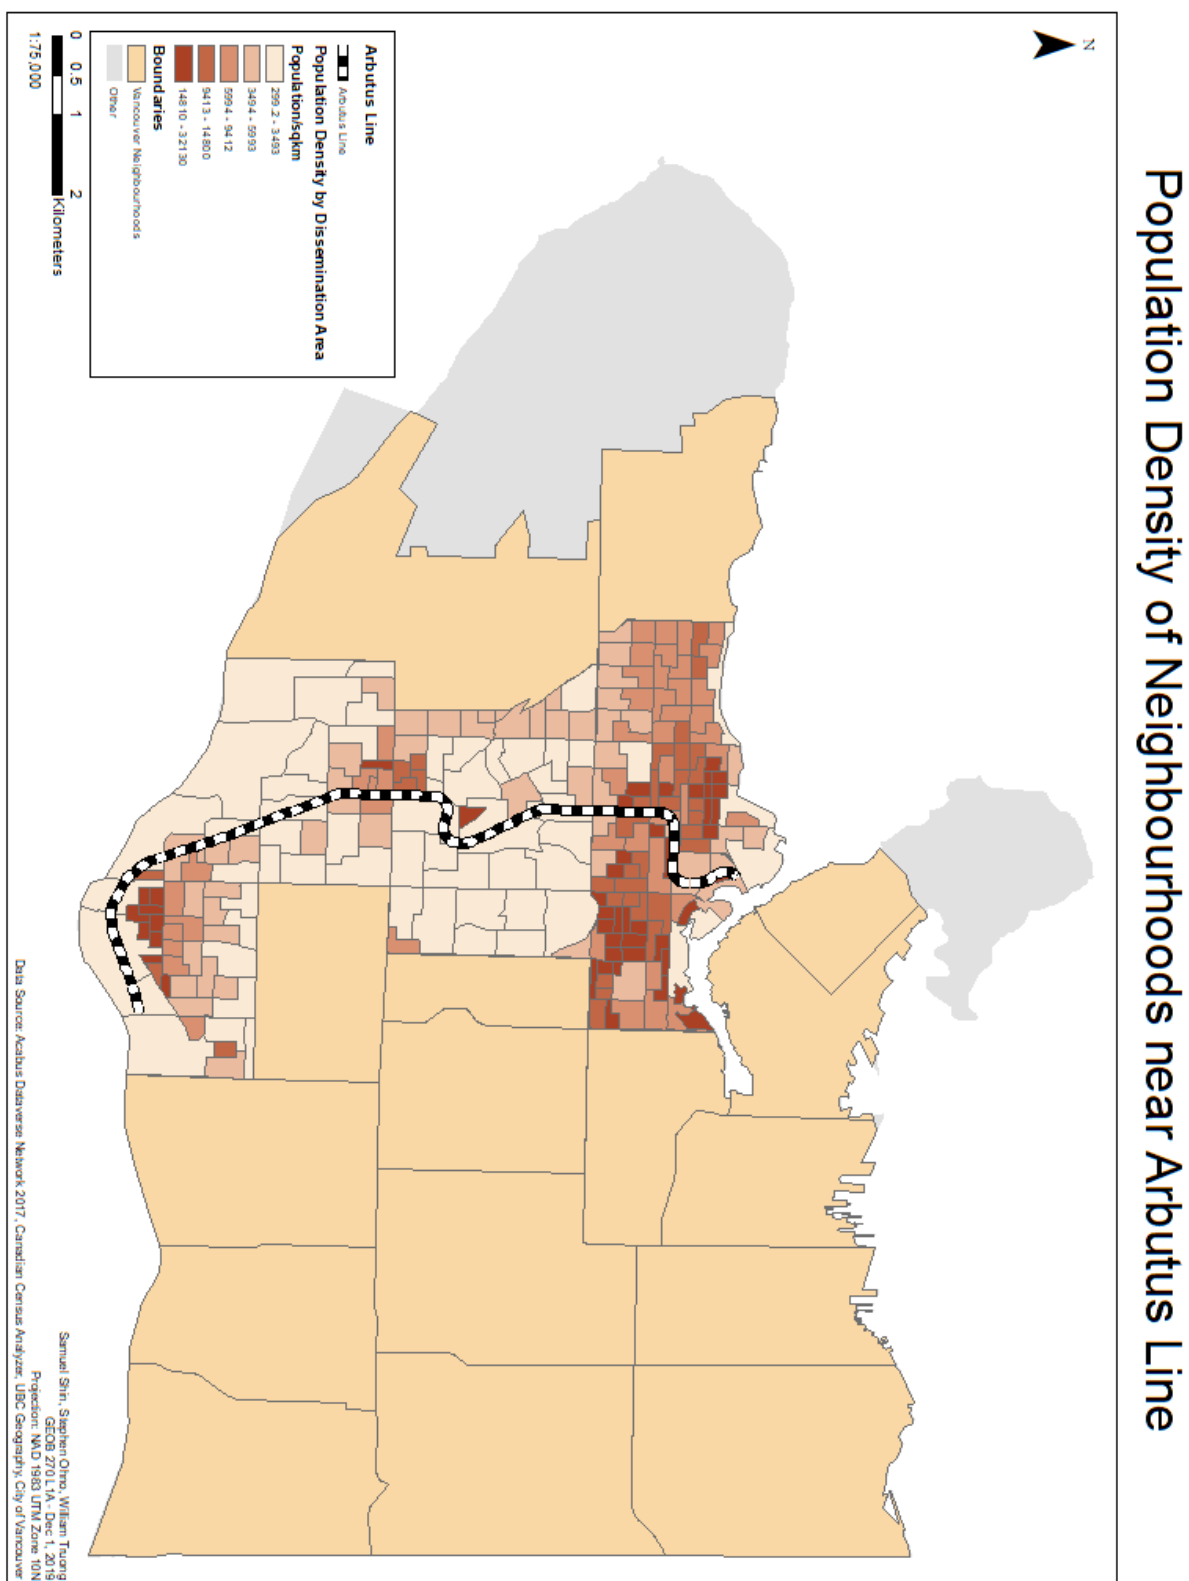 Population Density of Neighbourhoods near Arbutus Line
N
Arbutus Line
Arbutus Line
Population Density by Dissemination Area
Population/sqkm
299.2 - 3493
3494 - 5993
5994 - 9412
9413 - 14800
14810 - 32130
Boundaries
Vancouver Neighbourhoods
Other
0 0.5 1 2
Kilometers
1:75,000
Samuel Shin, Stephen Ohno, William Truong
GEOB 270 L1A - Dec 1, 2019
Projection: NAD 1983 UTM Zone 10N
Data Source: Acabus Dataverse Network 2017, Canadian Census Analyzer, UBC Geography, City of Vancouver